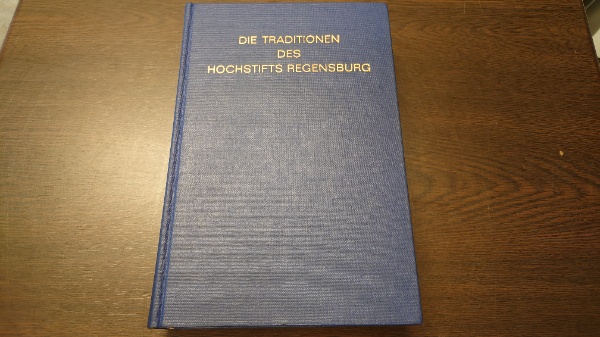 DIE TRADITIONEN
DES
HOCHSTIFTS REGENSBURG